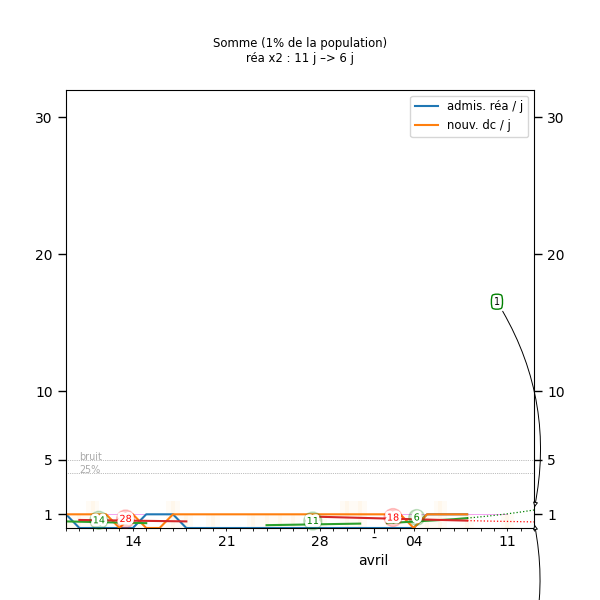 Somme (1% de la population)
réa x2 : 11 j –> 6 j
admis. réa / j
nouv. dc / j
30 30
20 20
1
10 10
5 5
bruit
25%
1 1
14 28 11 18 6
14 21 28 - 04 11
avril